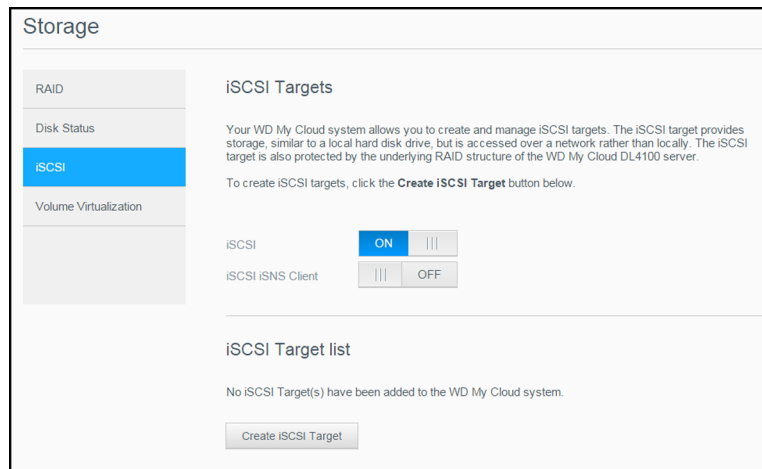 Storage
RAID
Disk Status
iSCSI
Volume Virtualization
iSCSI Targets
Your WD My Cloud system allows you to create and manage iSCSI targets. The iSCSI target provides
storage, similar to a local hard disk drive, but is accessed over a network rather than locally. The iSCSI
target is also protected by the underlying RAID structure of the WD My Cloud DL4100 server.
To create iSCSI targets, click the Create iSCSI Target button below.
iSCSI ON
iSCSI iSNS Client OFF
iSCSI Target list
No iSCSI Target(s) have been added to the WD My Cloud system.
Create iSCSI Target